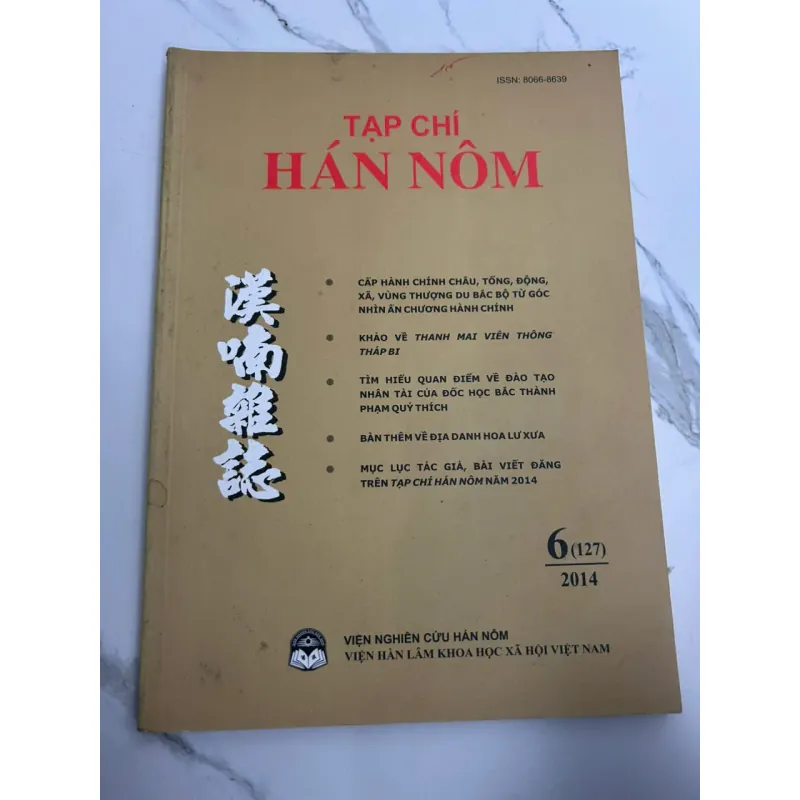 ISSN: 8066-8639
TẠP CHÍ
HÁN NÔM
漢喃雜誌
CẤP HÀNH CHÍNH CHÂU, TỔNG, ĐỘNG,
XÃ, VÙNG THƯỢNG DU BẮC BỘ TỪ GÓC
NHÌN ẤN CHƯƠNG HÀNH CHÍNH
KHẢO VỀ THANH MAI VIÊN THÔNG
THÁP BI
TÌM HIỂU QUAN ĐIỂM VỀ ĐÀO TẠO
NHÂN TÀI CỦA ĐỐC HỌC BẮC THÀNH
PHẠM QUÝ THÍCH
BÀN THÊM VỀ ĐỊA DANH HOA LƯ XƯA
MỤC LỤC TÁC GIẢ, BÀI VIẾT ĐĂNG
TRÊN TẠP CHÍ HÁN NÔM NĂM 2014
6 (127)
2014
VIỆN NGHIÊN CỨU HÁN NÔM
VIỆN HÀN LÂM KHOA HỌC XÃ HỘI VIỆT NAM